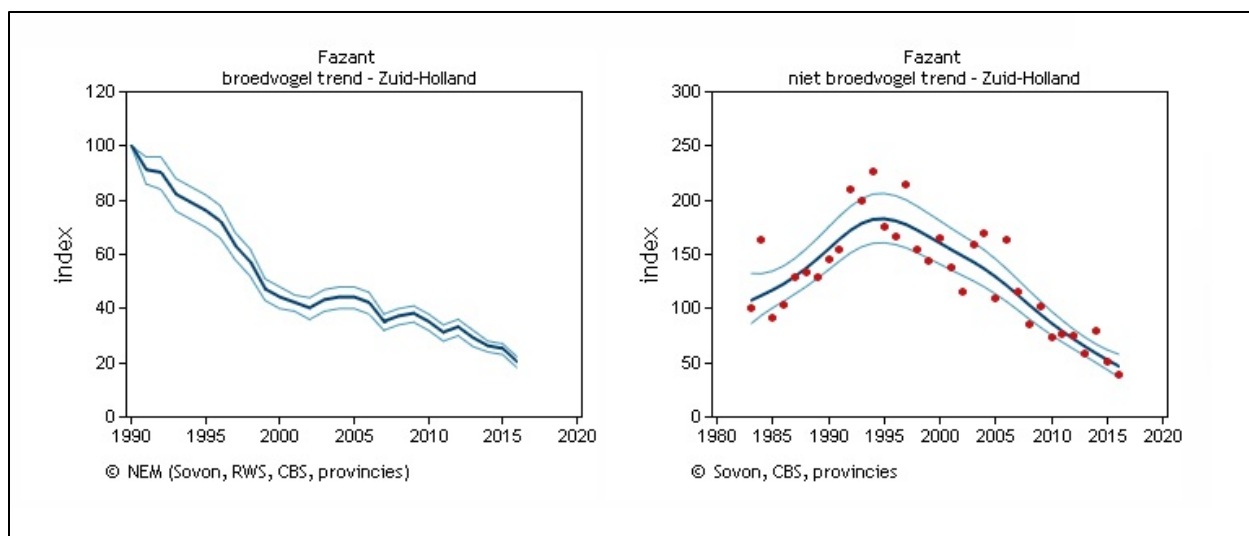 Fazant
broedvogel trend - Zuid-Holland
120
100
80
60
40
20
0
index
1990 1995 2000 2005 2010 2015 2020
© NEM (Sovon, RWS, CBS, provincies)
Fazant
niet broedvogel trend - Zuid-Holland
300
250
200
150
100
50
0
index
1980 1985 1990 1995 2000 2005 2010 2015 2020
© Sovon, CBS, provincies